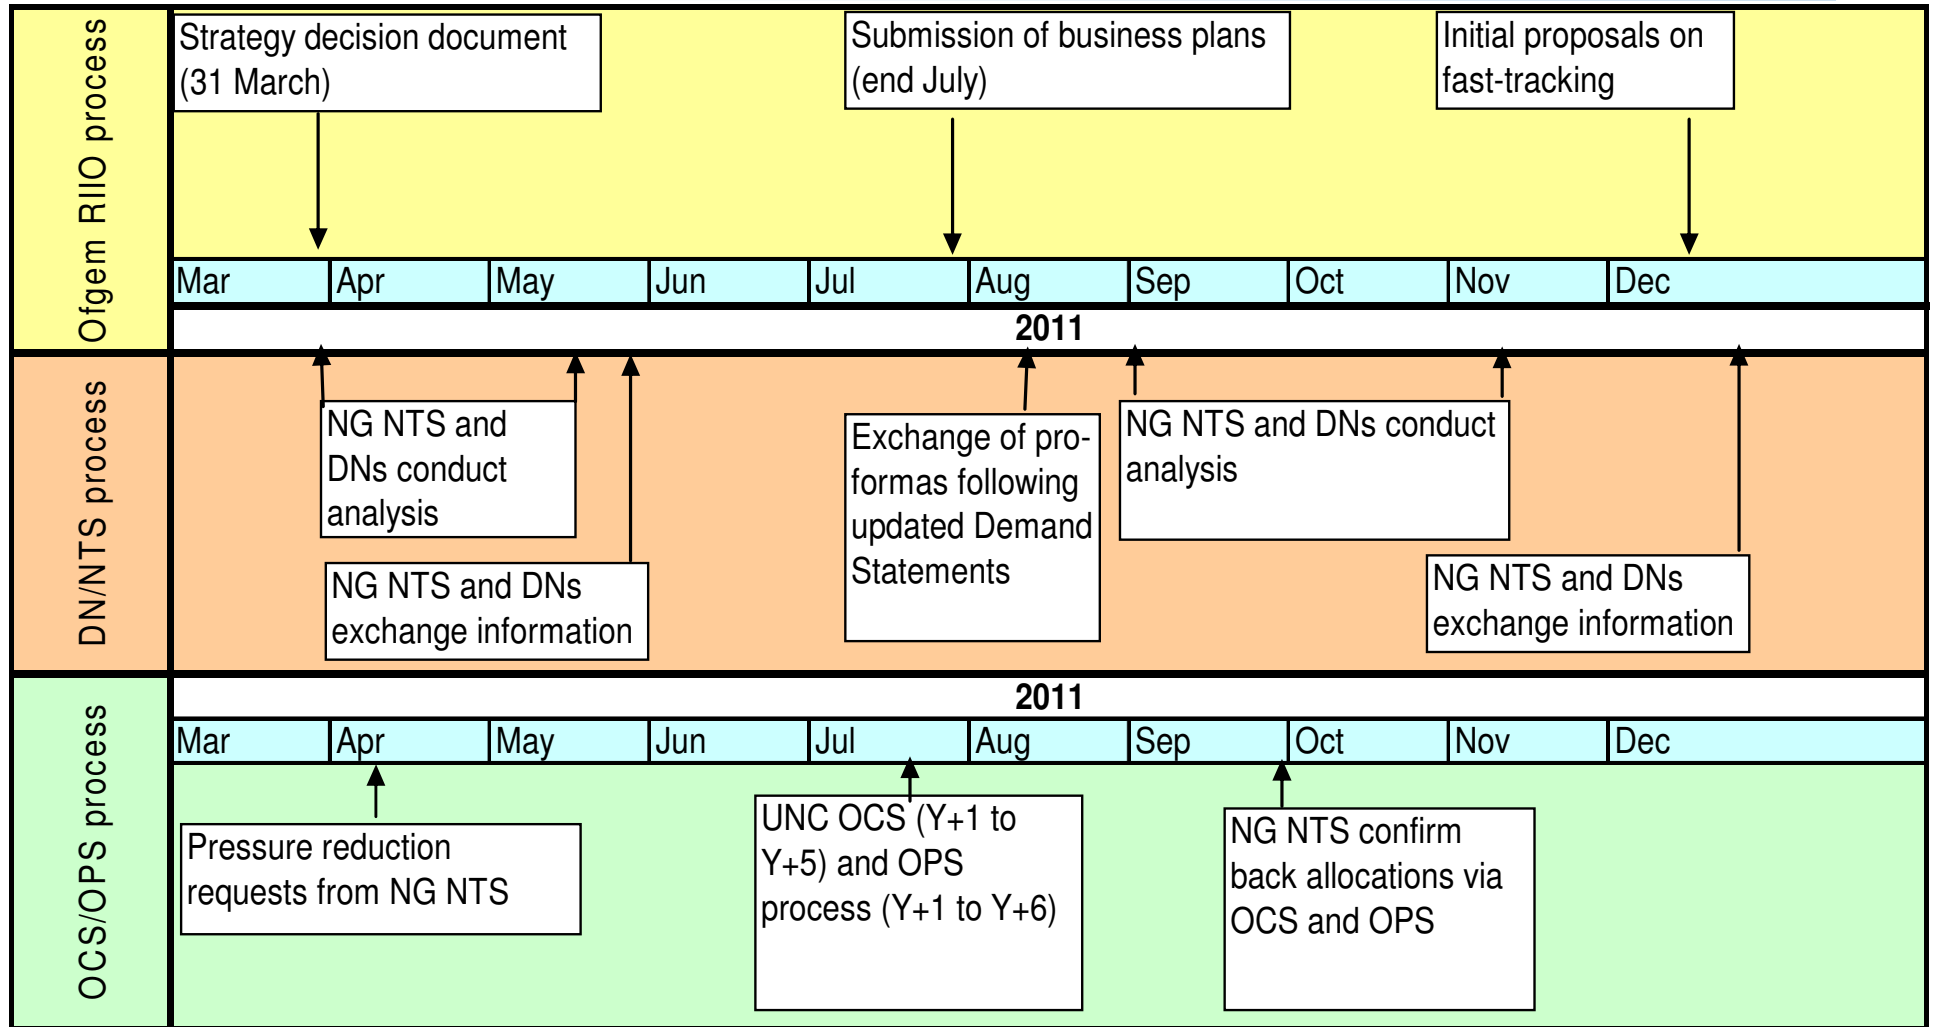 Ofgem RIIO process
Strategy decision document
(31 March)
Submission of business plans
(end July)
Initial proposals on
fast-tracking
Mar Apr May Jun Jul Aug Sep Oct Nov Dec
2011
DN/NTS process
NG NTS and
DNs conduct
analysis
NG NTS and DNs
exchange information
Exchange of pro-
formas following
updated Demand
Statements
NG NTS and DNs conduct
analysis
NG NTS and DNs
exchange information
2011
Mar Apr May Jun Jul Aug Sep Oct Nov Dec
OCS/OPS process
Pressure reduction
requests from NG NTS
UNC OCS (Y+1 to
Y+5) and OPS
process (Y+1 to Y+6)
NG NTS confirm
back allocations via
OCS and OPS